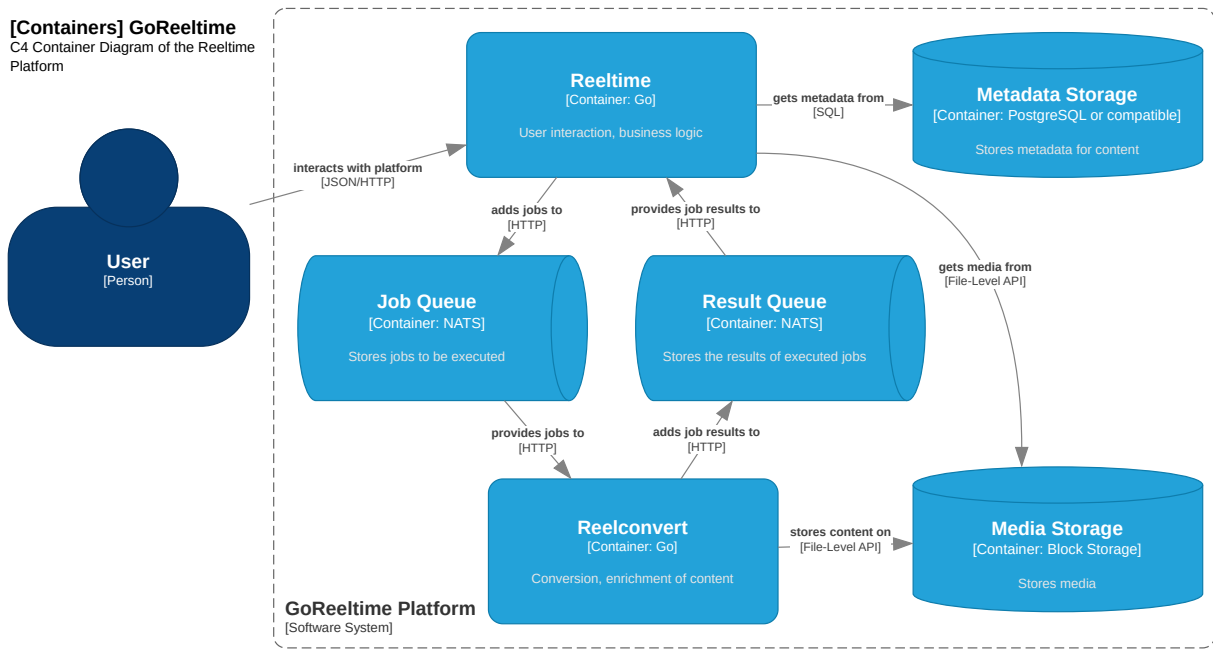 [Containers] GoReeltime
C4 Container Diagram of the Reeltime
Platform
User
[Person]
interacts with platform
[JSON/HTTP]
Reeltime
[Container: Go]
User interaction, business logic
gets metadata from
[SQL]
Metadata Storage
[Container: PostgreSQL or compatible]
Stores metadata for content
adds jobs to
[HTTP]
provides job results to
[HTTP]
gets media from
[File-Level API]
Job Queue
[Container: NATS]
Stores jobs to be executed
Result Queue
[Container: NATS]
Stores the results of executed jobs
provides jobs to
[HTTP]
adds job results to
[HTTP]
Reelconvert
[Container: Go]
Conversion, enrichment of content
stores content on
[File-Level API]
Media Storage
[Container: Block Storage]
Stores media
GoReeltime Platform
[Software System]